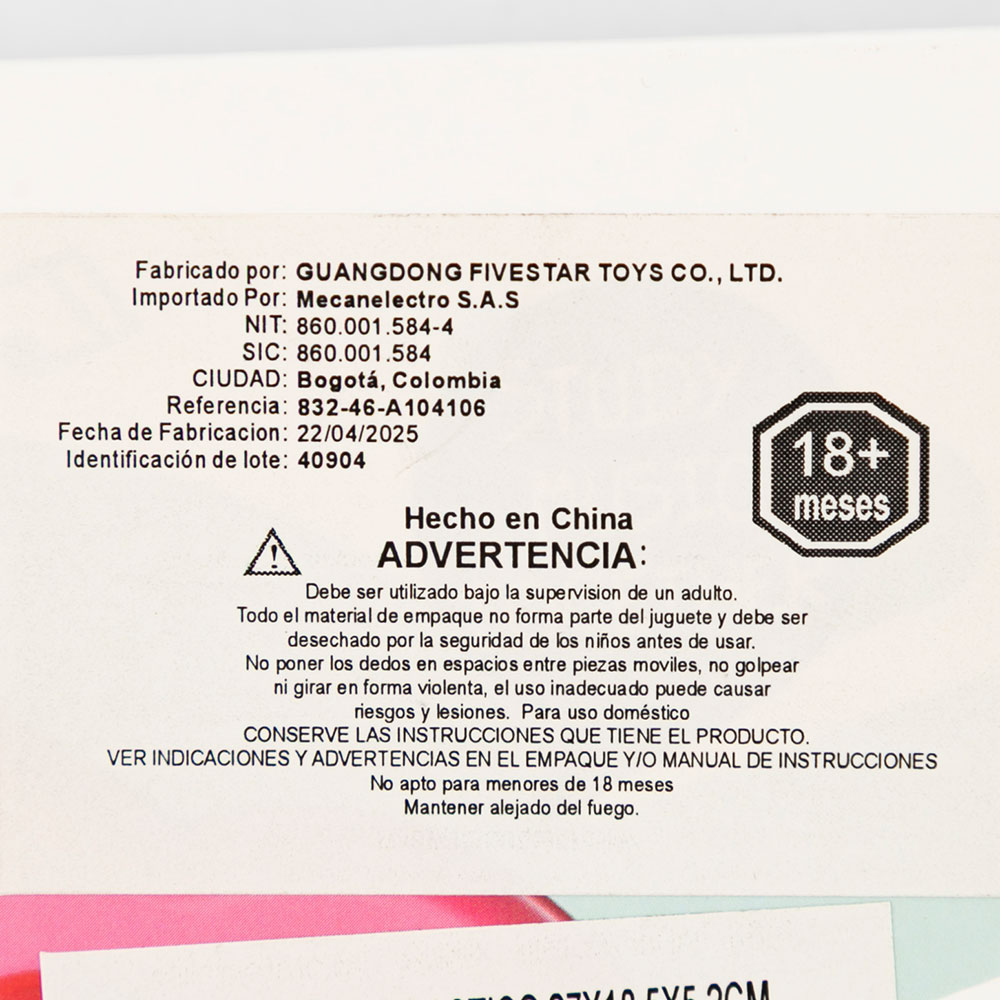 Fabricado por: GUANGDONG FIVESTAR TOYS CO., LTD.
Importado Por: Mecanelectro S.A.S
NIT: 860.001.584-4
SIC: 860.001.584
CIUDAD: Bogotá, Colombia
Referencia: 832-46-A104106
Fecha de Fabricacion: 22/04/2025
Identificación de lote: 40904
18+
meses
Hecho en China
ADVERTENCIA:
Debe ser utilizado bajo la supervision de un adulto.
Todo el material de empaque no forma parte del juguete y debe ser
desechado por la seguridad de los niños antes de usar.
No poner los dedos en espacios entre piezas moviles, no golpear
ni girar en forma violenta, el uso inadecuado puede causar
riesgos y lesiones. Para uso doméstico
CONSERVE LAS INSTRUCCIONES QUE TIENE EL PRODUCTO.
VER INDICACIONES Y ADVERTENCIAS EN EL EMPAQUE Y/O MANUAL DE INSTRUCCIONES
No apto para menores de 18 meses
Mantener alejado del fuego.